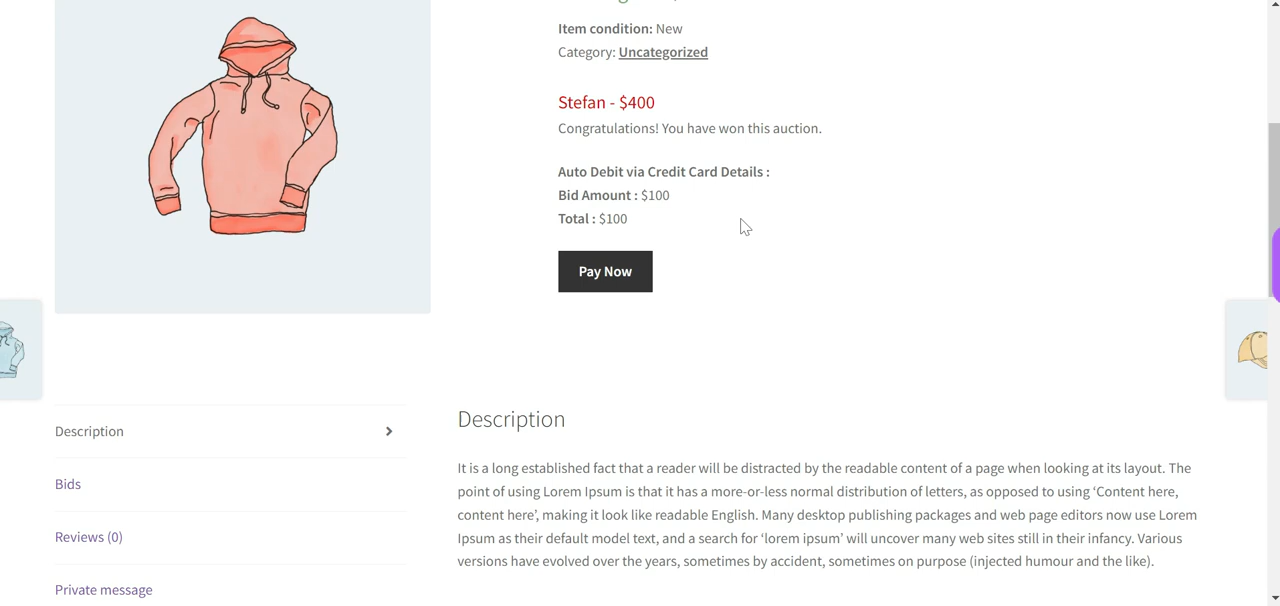 Item condition: New
Category: Uncategorized
Stefan - $400
Congratulations! You have won this auction.
Auto Debit via Credit Card Details :
Bid Amount : $100
Total : $100
Pay Now
Description
Bids
Reviews (0)
Private message
Description
It is a long established fact that a reader will be distracted by the readable content of a page when looking at its layout. The
point of using Lorem Ipsum is that it has a more-or-less normal distribution of letters, as opposed to using ‘Content here,
content here’, making it look like readable English. Many desktop publishing packages and web page editors now use Lorem
Ipsum as their default model text, and a search for ‘lorem ipsum’ will uncover many web sites still in their infancy. Various
versions have evolved over the years, sometimes by accident, sometimes on purpose (injected humour and the like).